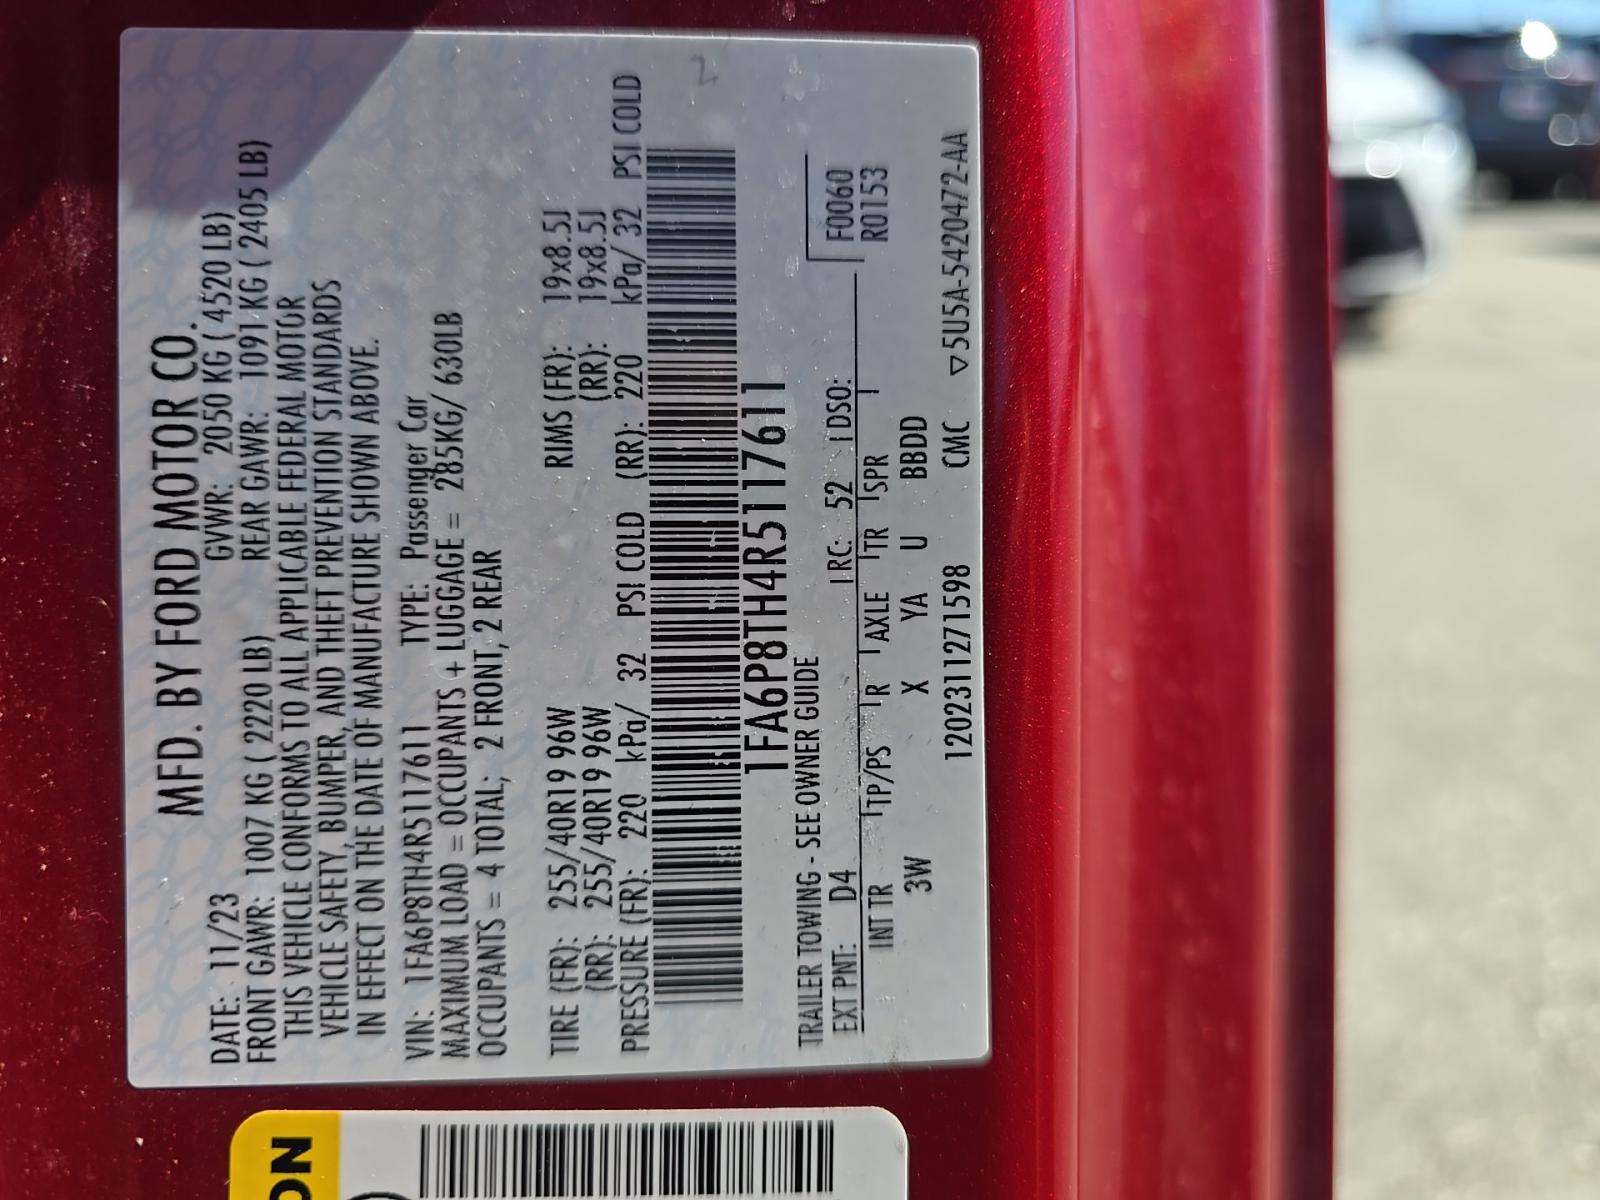 MFD. BY FORD MOTOR CO.
DATE: 11/23 GVWR: 2050 KG ( 4520 LB)
FRONT GAWR: 1007 KG ( 2220 LB) REAR GAWR: 1091 KG ( 2405 LB)
THIS VEHICLE CONFORMS TO ALL APPLICABLE FEDERAL MOTOR
VEHICLE SAFETY, BUMPER, AND THEFT PREVENTION STANDARDS
IN EFFECT ON THE DATE OF MANUFACTURE SHOWN ABOVE.
VIN: 1FA6P8TH4R5117611 TYPE: Passenger Car
MAXIMUM LOAD = OCCUPANTS + LUGGAGE = 285KG/ 630LB
OCCUPANTS = 4 TOTAL; 2 FRONT, 2 REAR
TIRE (FR): 255/40R19 96W RIMS (FR): 19x8.5J
(RR): 255/40R19 96W (RR): 19x8.5J
PRESSURE (FR): 220 kPa/ 32 PSI COLD (RR): 220 kPa/ 32 PSI COLD
1FA6P8TH4R5117611
TRAILER TOWING - SEE OWNER GUIDE
F0060
EXT PNT: D4 RC: 52 DSO: R0153
INT TR TP/PS R AXLE TR SPR
3W X YA U BBDD
120231127159​8 CMC ▽5U5A-5420472-AA
2
ON